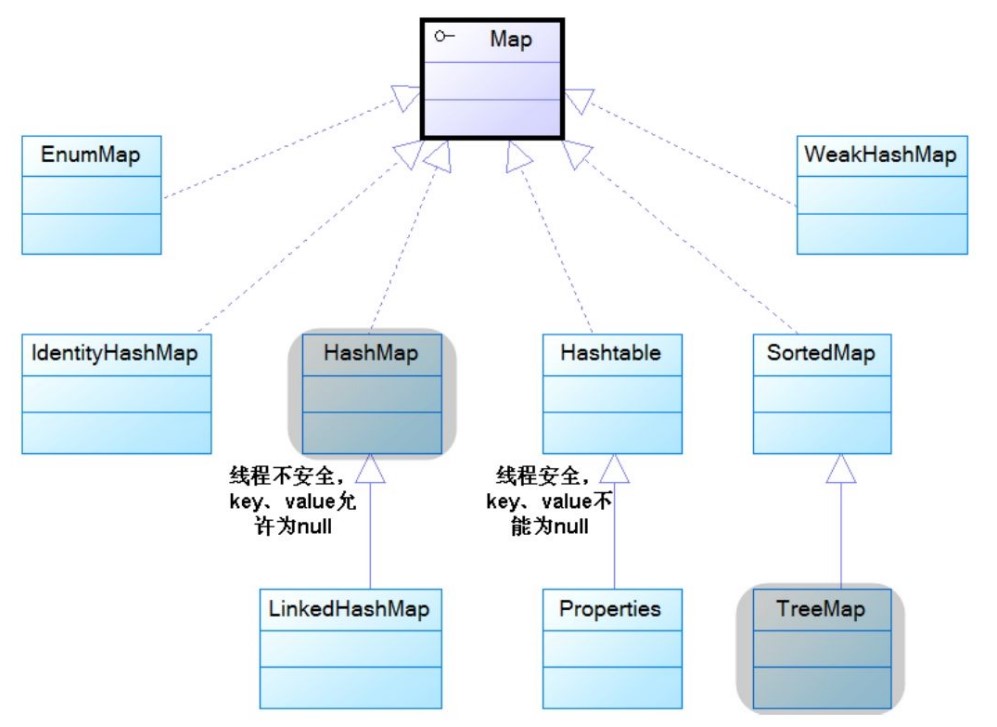 Map
EnumMap
WeakHashMap
IdentityHashMap
HashMap
Hashtable
SortedMap
线程不安全，
key、value允
许为null
线程安全，
key、value不
能为null
LinkedHashMap
Properties
TreeMap